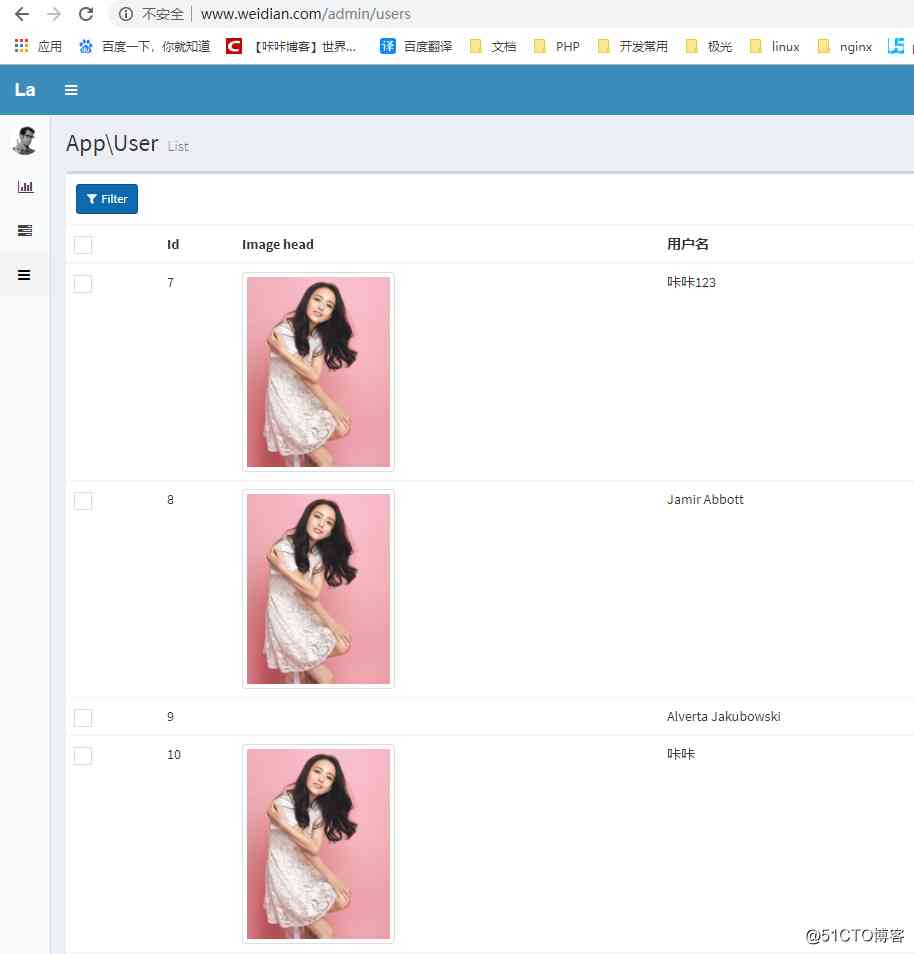 不安全 www.weidian.com/admin/users
应用 百度一下，你就知道 【咔咔博客】世界... 译 百度翻译 文档 PHP 开发常用 极光 linux nginx
La
App\User List
Filter
Id Image head 用户名
7 咔咔123
8 Jamir Abbott
9 Alverta Jakubowski
10 咔咔
@51CTO博客